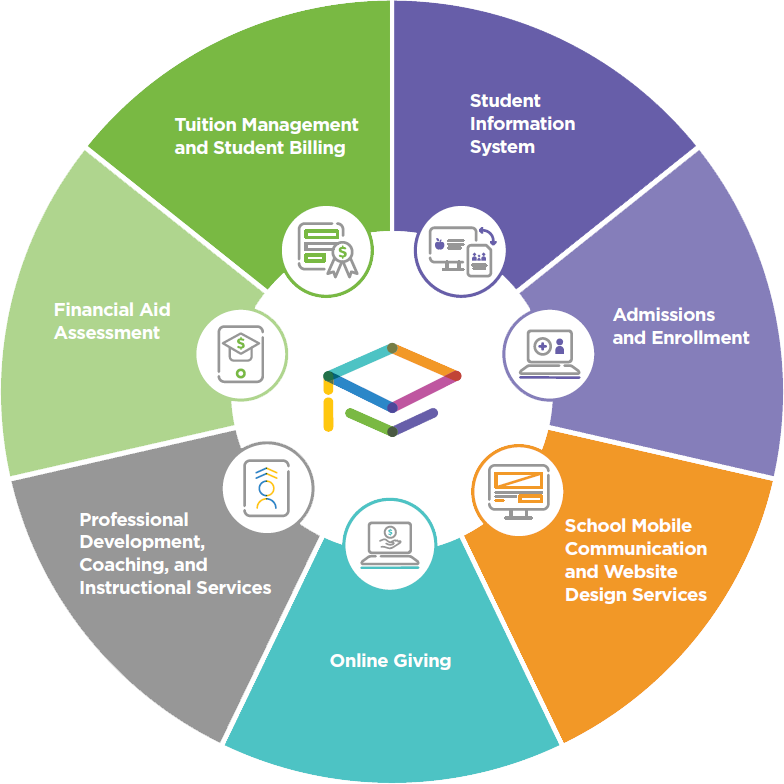 Tuition Management
and Student Billing
Student
Information
System
Financial Aid
Assessment
Admissions
and Enrollment
Professional
Development,
Coaching, and
Instructional Services
School Mobile
Communication
and Website
Design Services
Online Giving
$
$
$